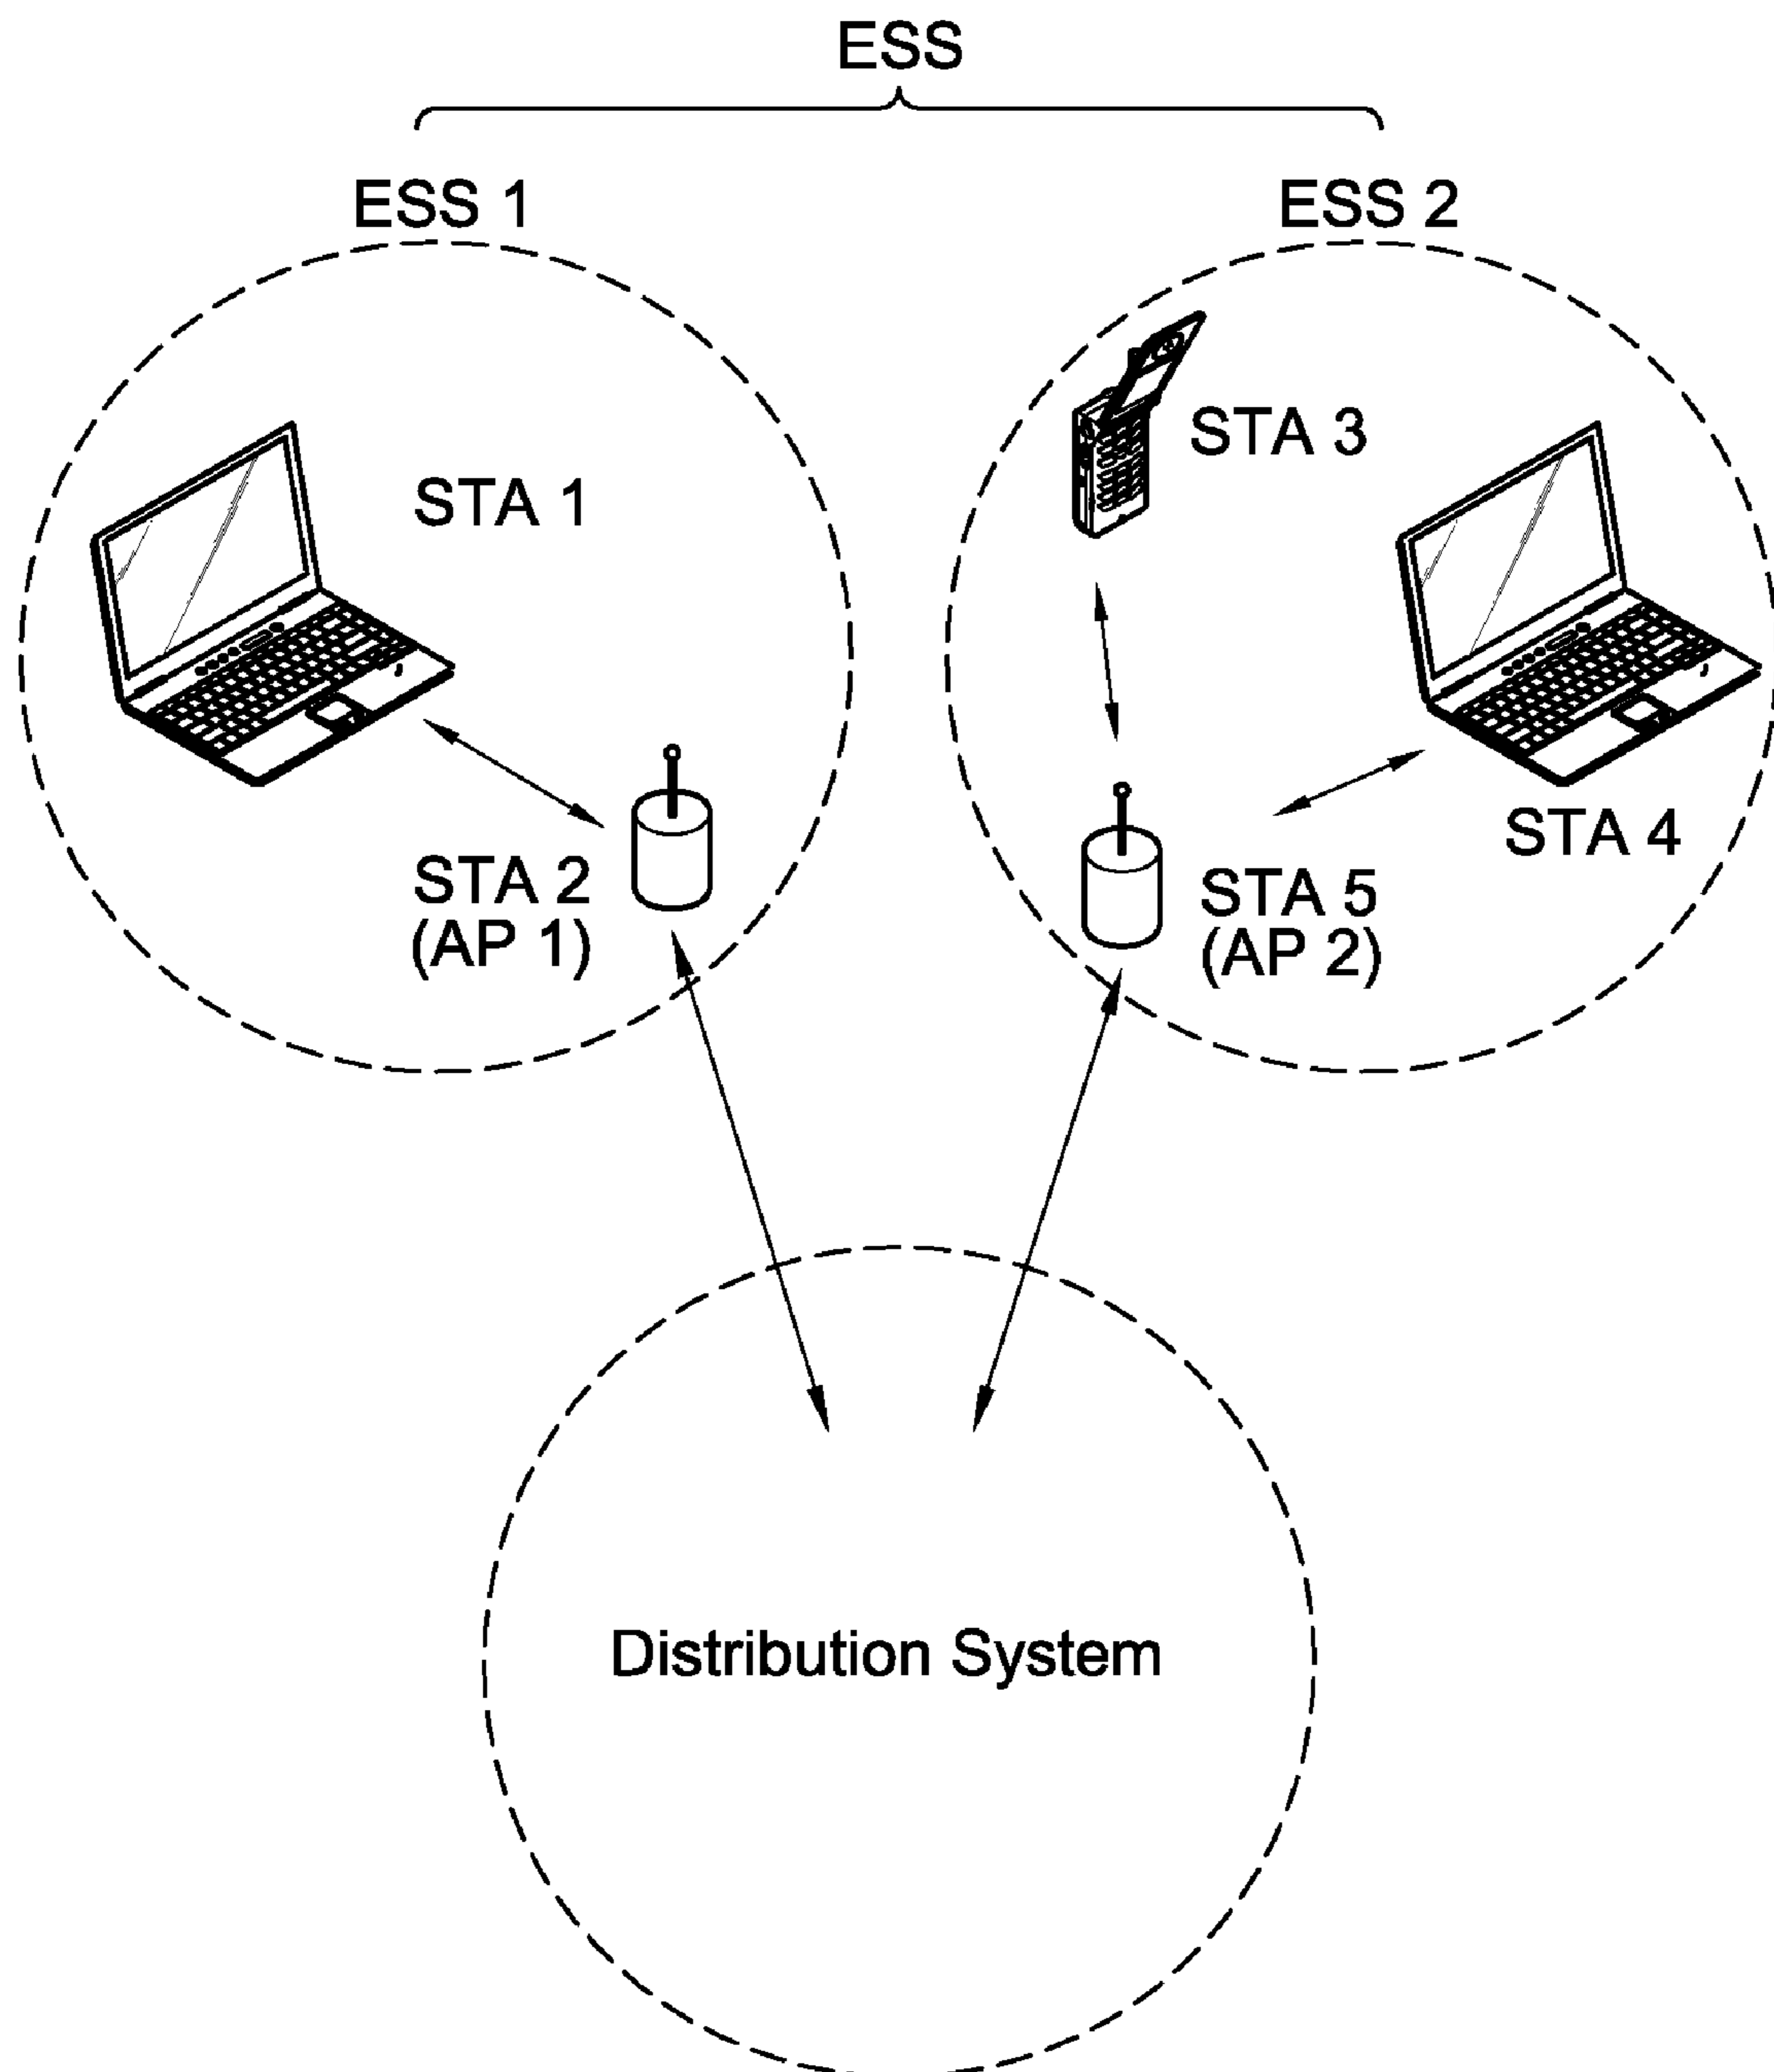 ESS
ESS 1
ESS 2
STA 1
STA 3
STA 2
(AP 1)
STA 4
STA 5
(AP 2)
Distribution System